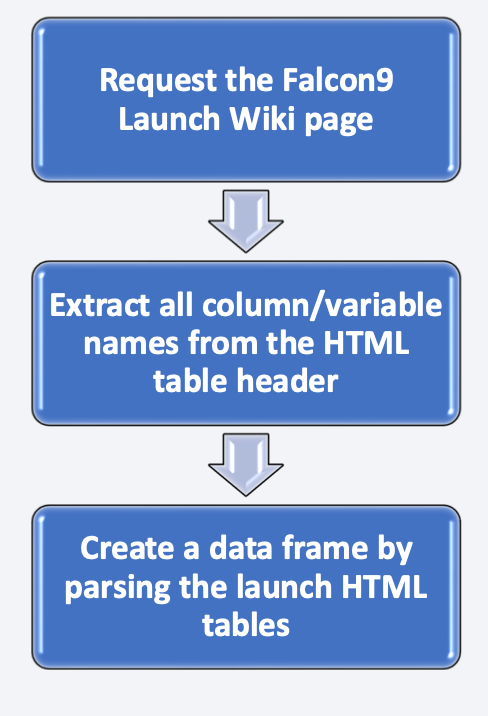 Request the Falcon9
Launch Wiki page
Extract all column/variable
names from the HTML
table header
Create a data frame by
parsing the launch HTML
tables